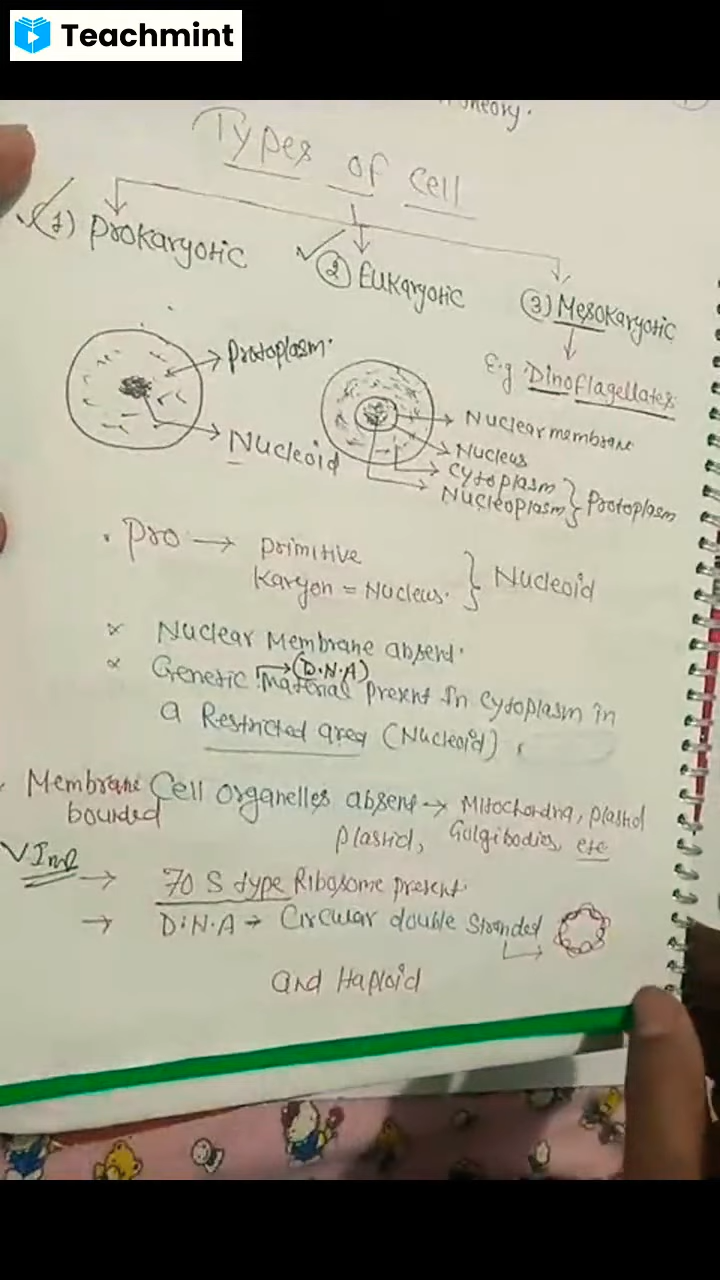 Teachmint
Theory.
Types of Cell
(1) Prokaryotic
(2) Eukaryotic
(3) Mesokaryotic
E.g. Dinoflagellates
Protoplasm.
Nucleoid
Nuclear membrane
Nucleus
Cytoplasm
Nucleoplasm } Protoplasm
Pro → Primitive
Karyon = Nucleus. } Nucleoid
Nuclear Membrane absent.
(D.N.A)
Genetic Material Present In Cytoplasm in
a Restricted area (Nucleoid)
Membrane Cell organelles absent → Mitochondria, Plastid
bounded
Plastid, Golgibodies, etc
V Imp
→ 70 S type Ribosome present.
→ D.N.A → Circular double Stranded
and Haploid